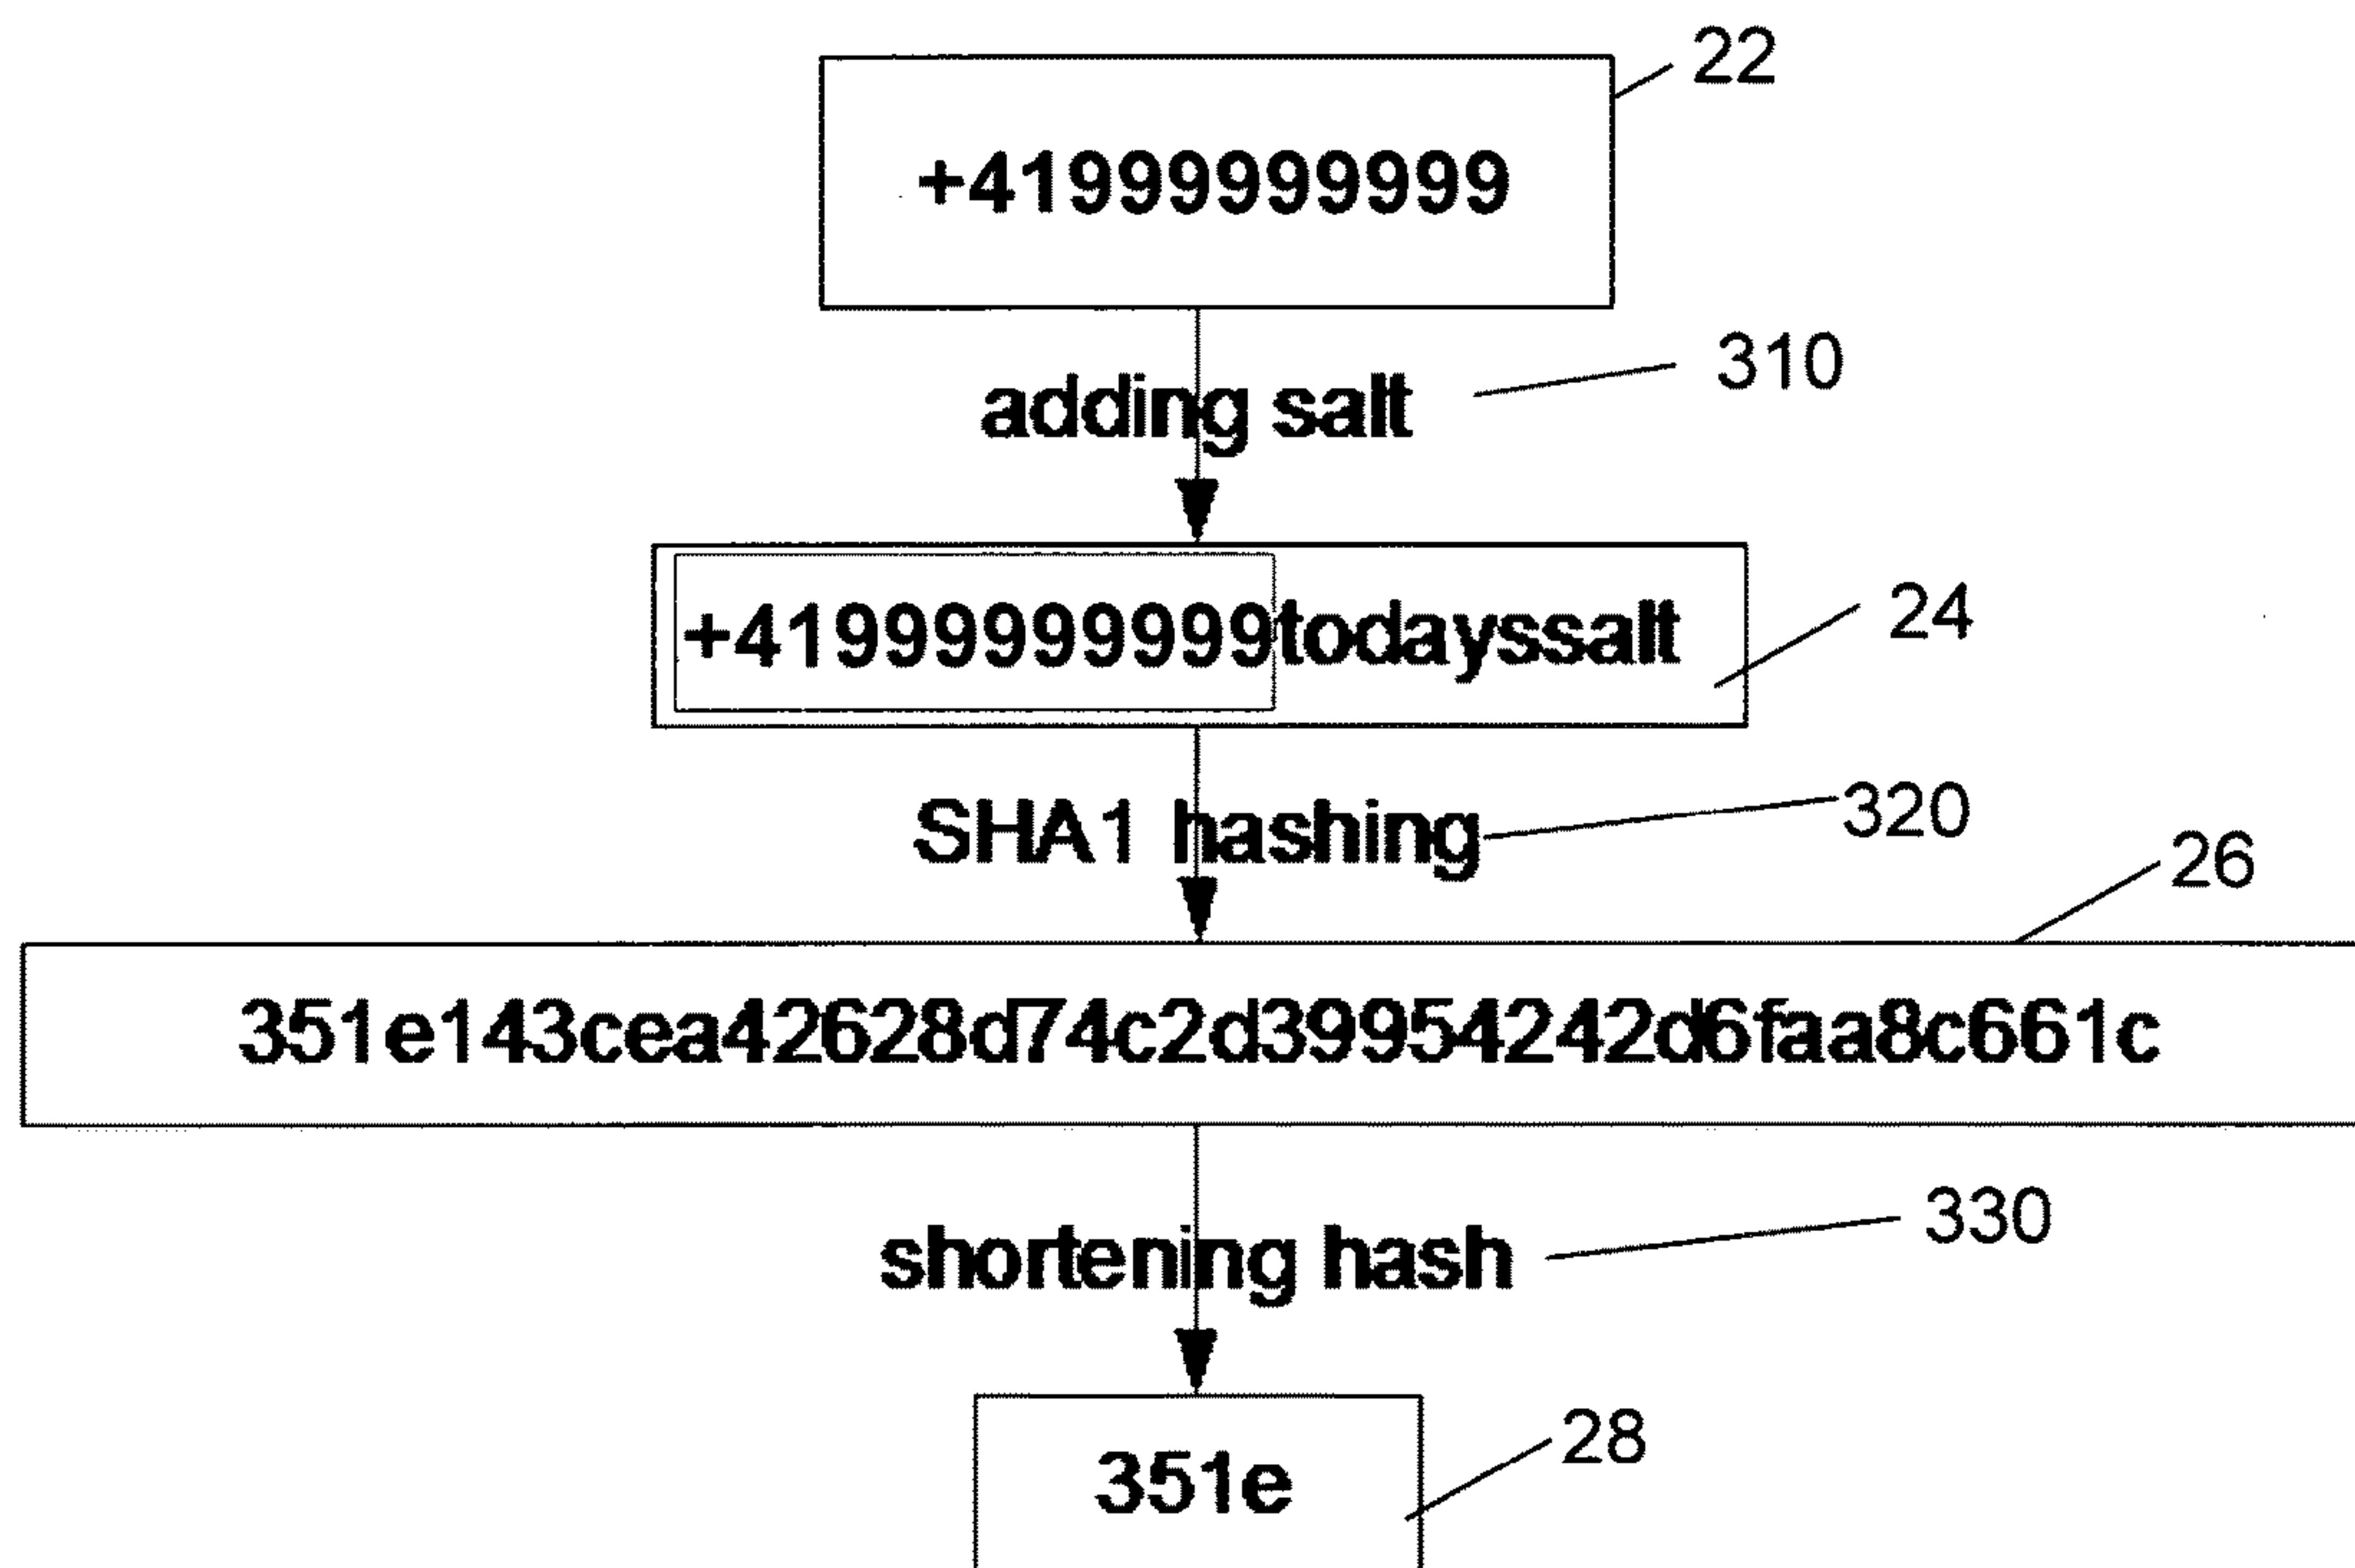 22
+41999999999
310
adding salt
+41999999999todayssalt
24
SHA1 hashing
320
26
351e143cea42628d74c2d39954242d6faa8c661c
330
shortening hash
28
351e